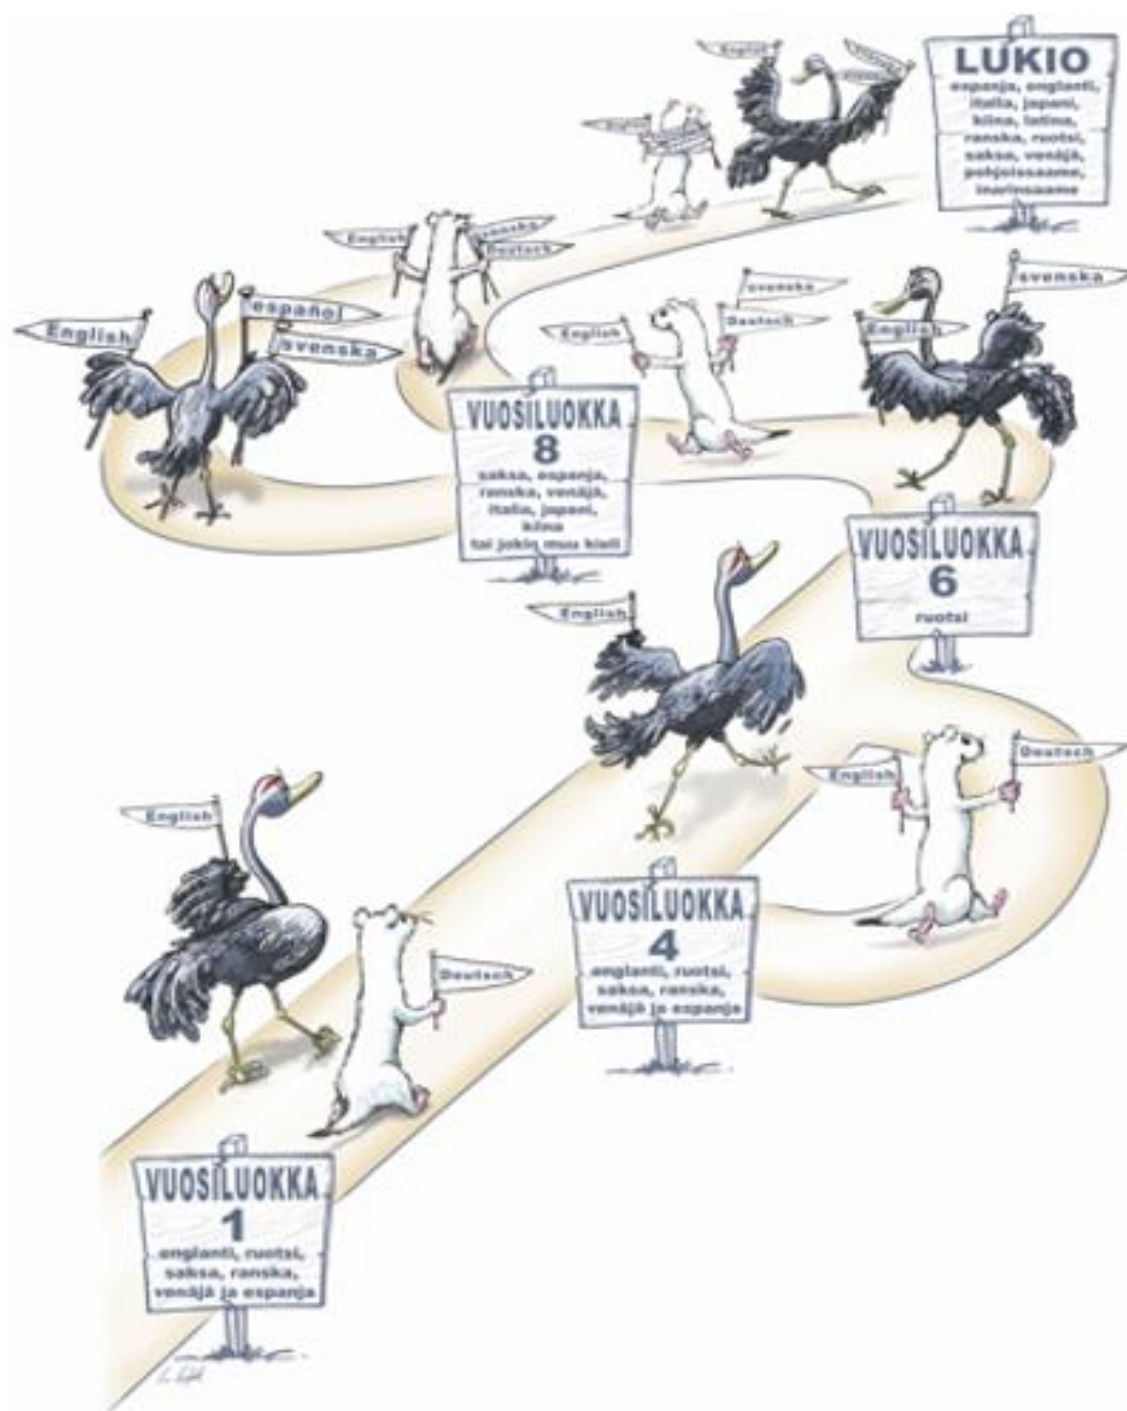 English
LUKIO
espanja, englanti,
italia, japani,
kiina, latina,
ranska, ruotsi,
saksa, venäjä,
pohjoissaame,
inarinsaame
English
svenska
Deutsch
English
español
svenska
English
svenska
Deutsch
English
svenska
VUOSILUOKKA
8
saksa, espanja,
ranska, venäjä,
italia, japani,
kiina
tai jokin muu kieli
VUOSILUOKKA
6
ruotsi
English
English
Deutsch
English
Deutsch
VUOSILUOKKA
4
englanti, ruotsi,
saksa, ranska,
venäjä ja espanja
VUOSILUOKKA
1
englanti, ruotsi,
saksa, ranska,
venäjä ja espanja